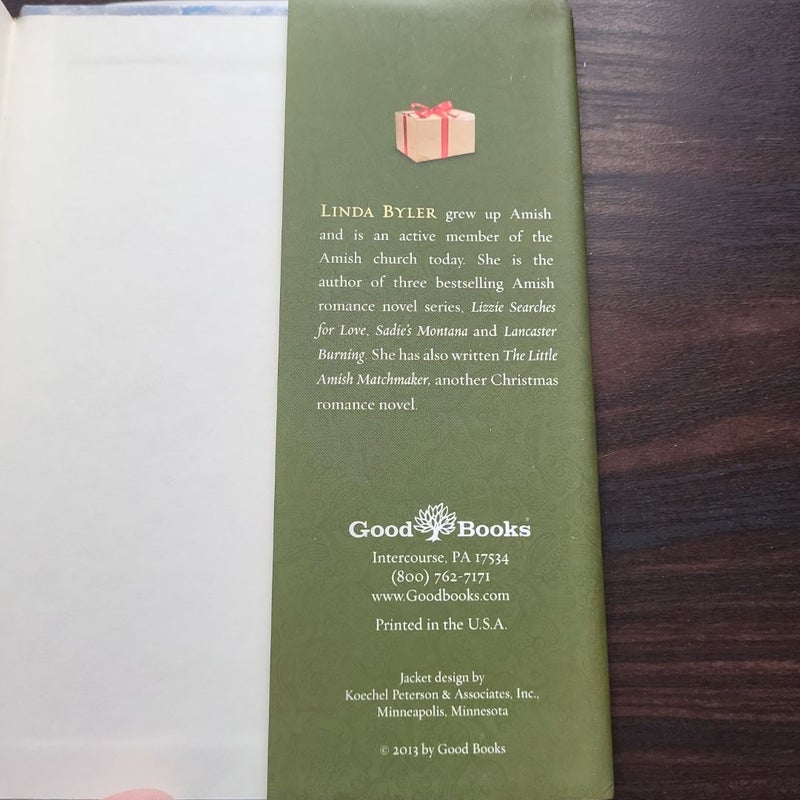 LINDA BYLER grew up Amish
and is an active member of the
Amish church today. She is the
author of three bestselling Amish
romance novel series, Lizzie Searches
for Love, Sadie's Montana and Lancaster
Burning. She has also written The Little
Amish Matchmaker, another Christmas
romance novel.
Good Books
Intercourse, PA 17534
(800) 762-7171
www.Goodbooks.com
Printed in the U.S.A.
Jacket design by
Koechel Peterson & Associates, Inc.,
Minneapolis, Minnesota
© 2013 by Good Books